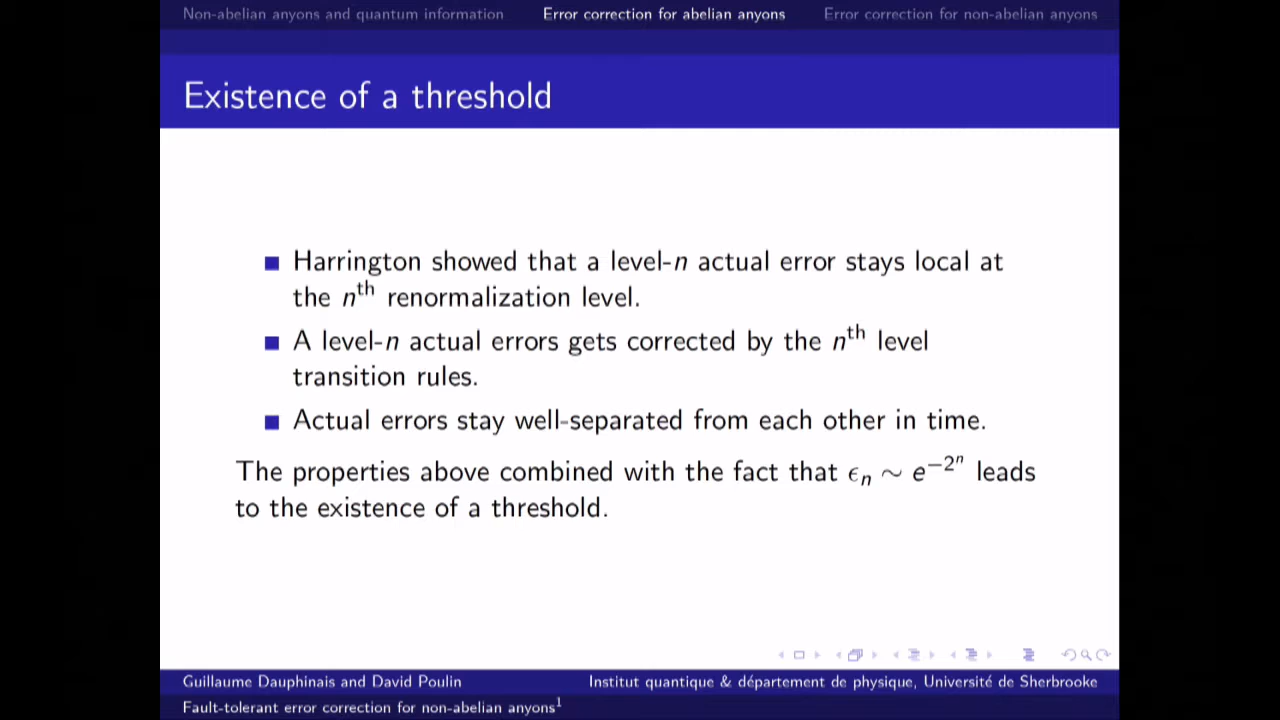 Non-abelian anyons and quantum information Error correction for abelian anyons Error correction for non-abelian anyons
Existence of a threshold
Harrington showed that a level-n actual error stays local at
the nᵗʰ renormalization level.
A level-n actual errors gets corrected by the nᵗʰ level
transition rules.
Actual errors stay well-separated from each other in time.
The properties above combined with the fact that ϵₙ ∼ e^{−2ⁿ} leads
to the existence of a threshold.
Guillaume Dauphinais and David Poulin Institut quantique & département de physique, Université de Sherbrooke
Fault-tolerant error correction for non-abelian anyons¹